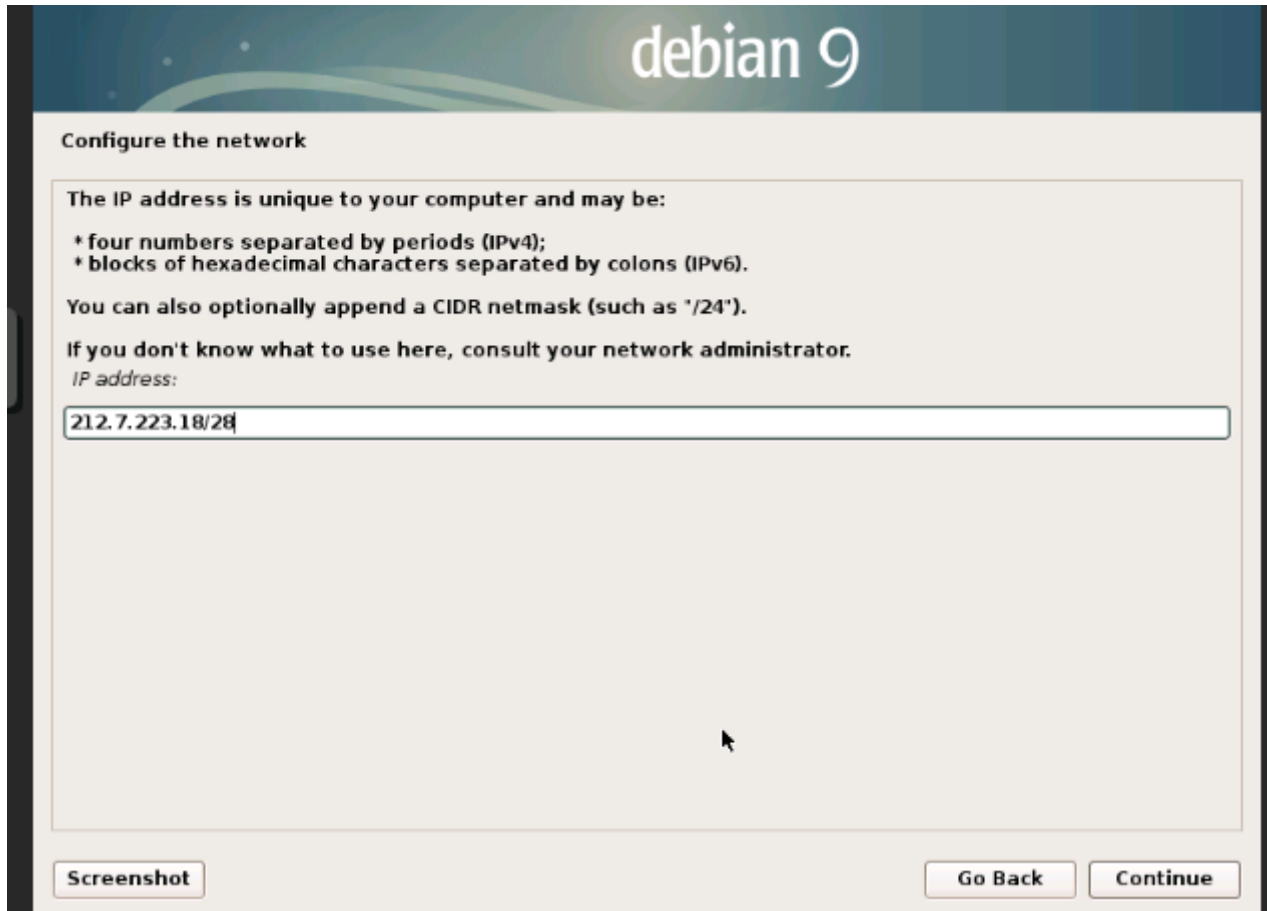 debian 9
Configure the network
The IP address is unique to your computer and may be:
* four numbers separated by periods (IPv4);
* blocks of hexadecimal characters separated by colons (IPv6).
You can also optionally append a CIDR netmask (such as "/24").
If you don't know what to use here, consult your network administrator.
IP address:
212.7.223.18/28
Screenshot
Go Back
Continue